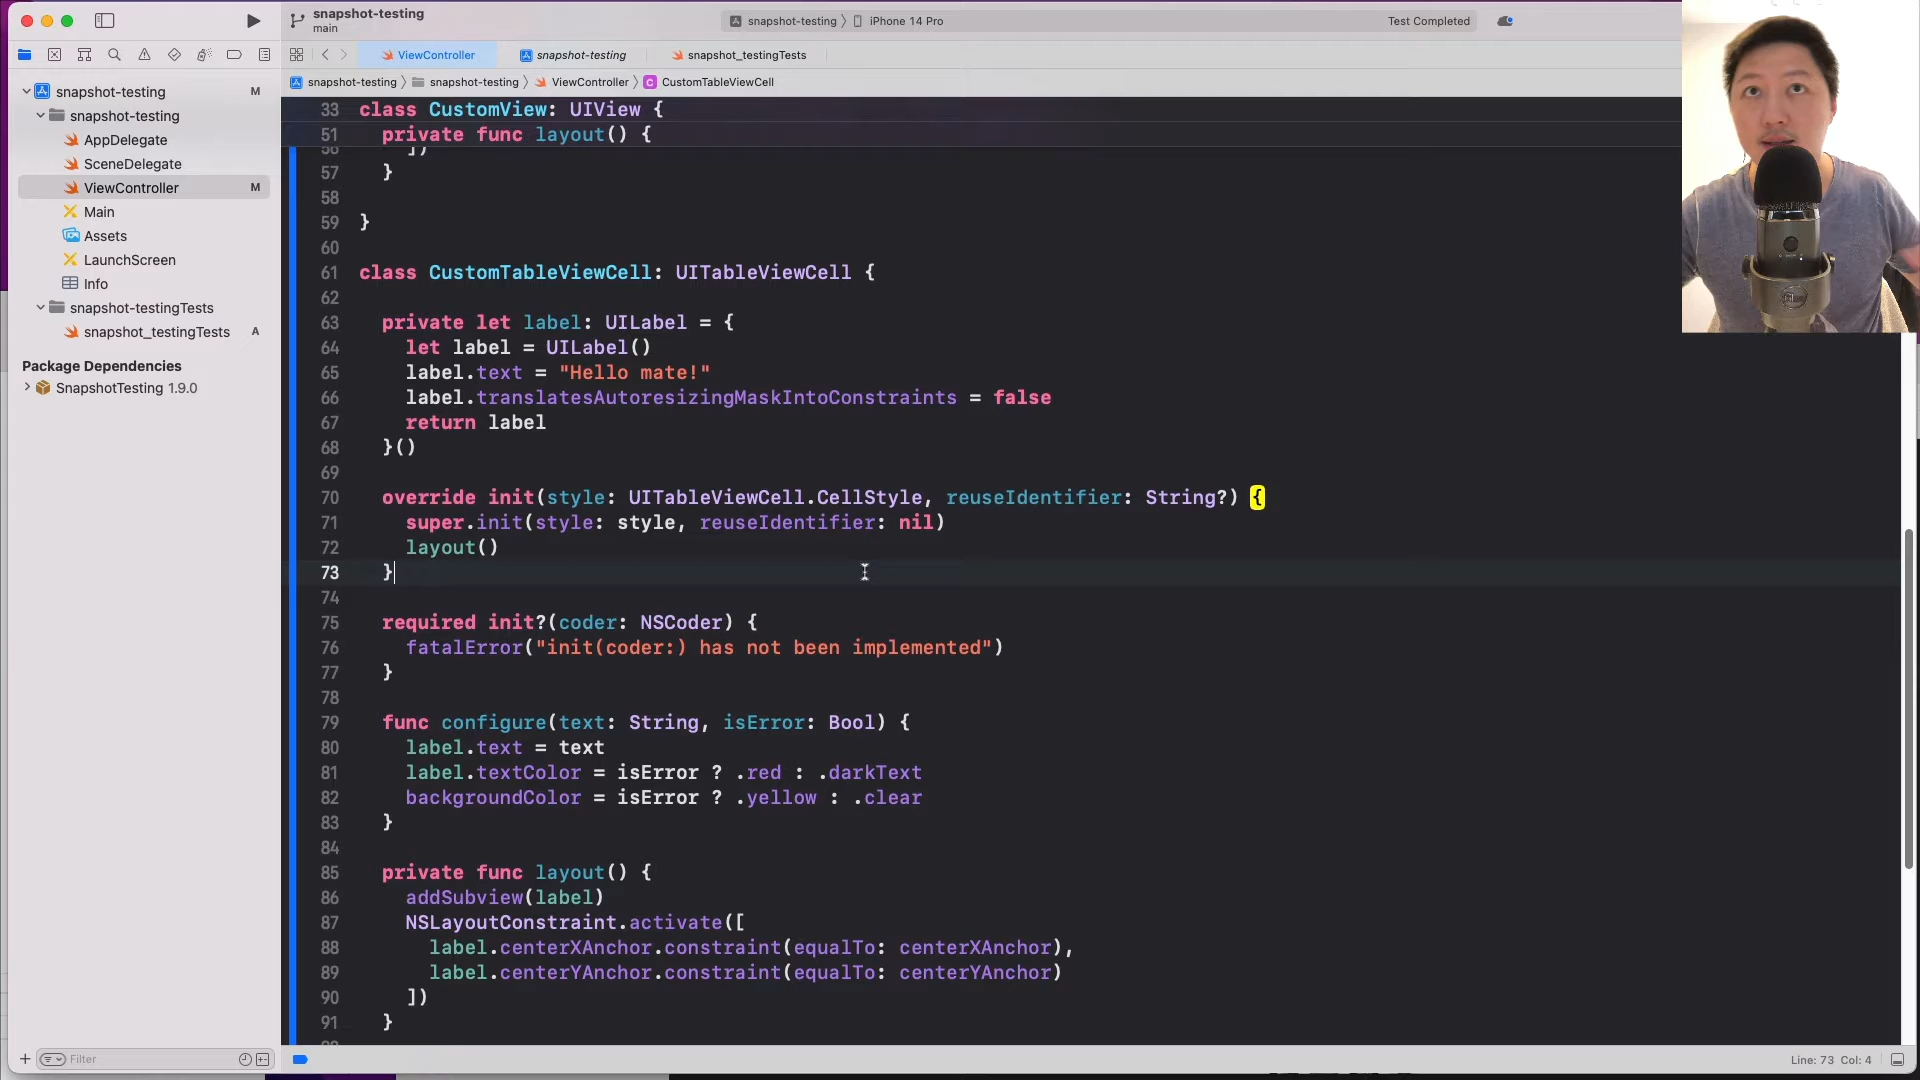 snapshot-testing
main
snapshot-testing
iPhone 14 Pro
Test Completed
ViewController
snapshot-testing
snapshot_testingTests
snapshot-testing
snapshot-testing
ViewController
C
CustomTableViewCell
snapshot-testing
M
snapshot-testing
AppDelegate
SceneDelegate
ViewController
M
Main
Assets
LaunchScreen
Info
snapshot-testingTests
snapshot_testingTests
A
Package Dependencies
SnapshotTesting 1.9.0
33 class CustomView: UIView {
51 private func layout() {
56 ])
57 }
58
59 }
60
61 class CustomTableViewCell: UITableViewCell {
62
63 private let label: UILabel = {
64 let label = UILabel()
65 label.text = "Hello mate!"
66 label.translatesAutoresizingMaskIntoConstraints = false
67 return label
68 }()
69
70 override init(style: UITableViewCell.CellStyle, reuseIdentifier: String?) {
71 super.init(style: style, reuseIdentifier: nil)
72 layout()
73 }
74
75 required init?(coder: NSCoder) {
76 fatalError("init(coder:) has not been implemented")
77 }
78
79 func configure(text: String, isError: Bool) {
80 label.text = text
81 label.textColor = isError ? .red : .darkText
82 backgroundColor = isError ? .yellow : .clear
83 }
84
85 private func layout() {
86 addSubview(label)
87 NSLayoutConstraint.activate([
88 label.centerXAnchor.constraint(equalTo: centerXAnchor),
89 label.centerYAnchor.constraint(equalTo: centerYAnchor)
90 ])
91 }
Filter
Line: 73 Col: 4